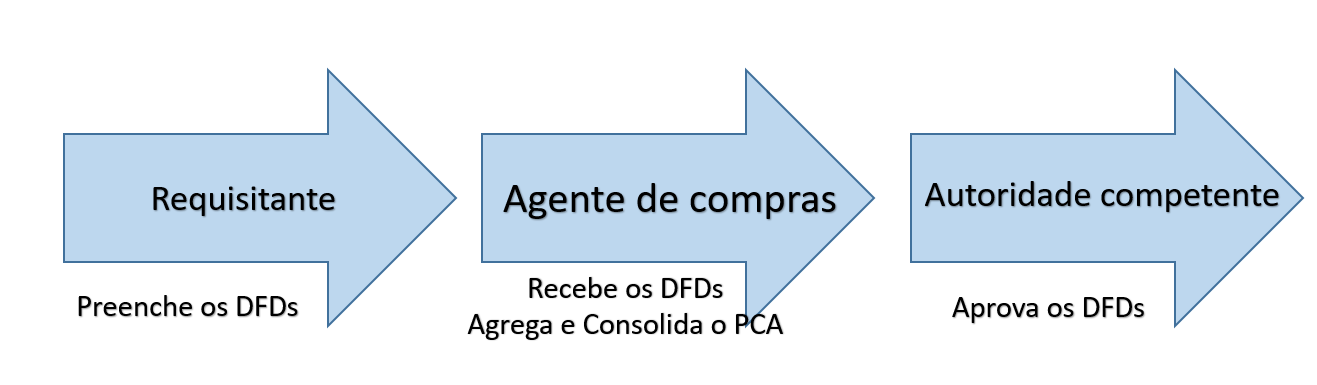 Requisitante
Preenche os DFDs
Agente de compras
Recebe os DFDs
Agrega e Consolida o PCA
Autoridade competente
Aprova os DFDs